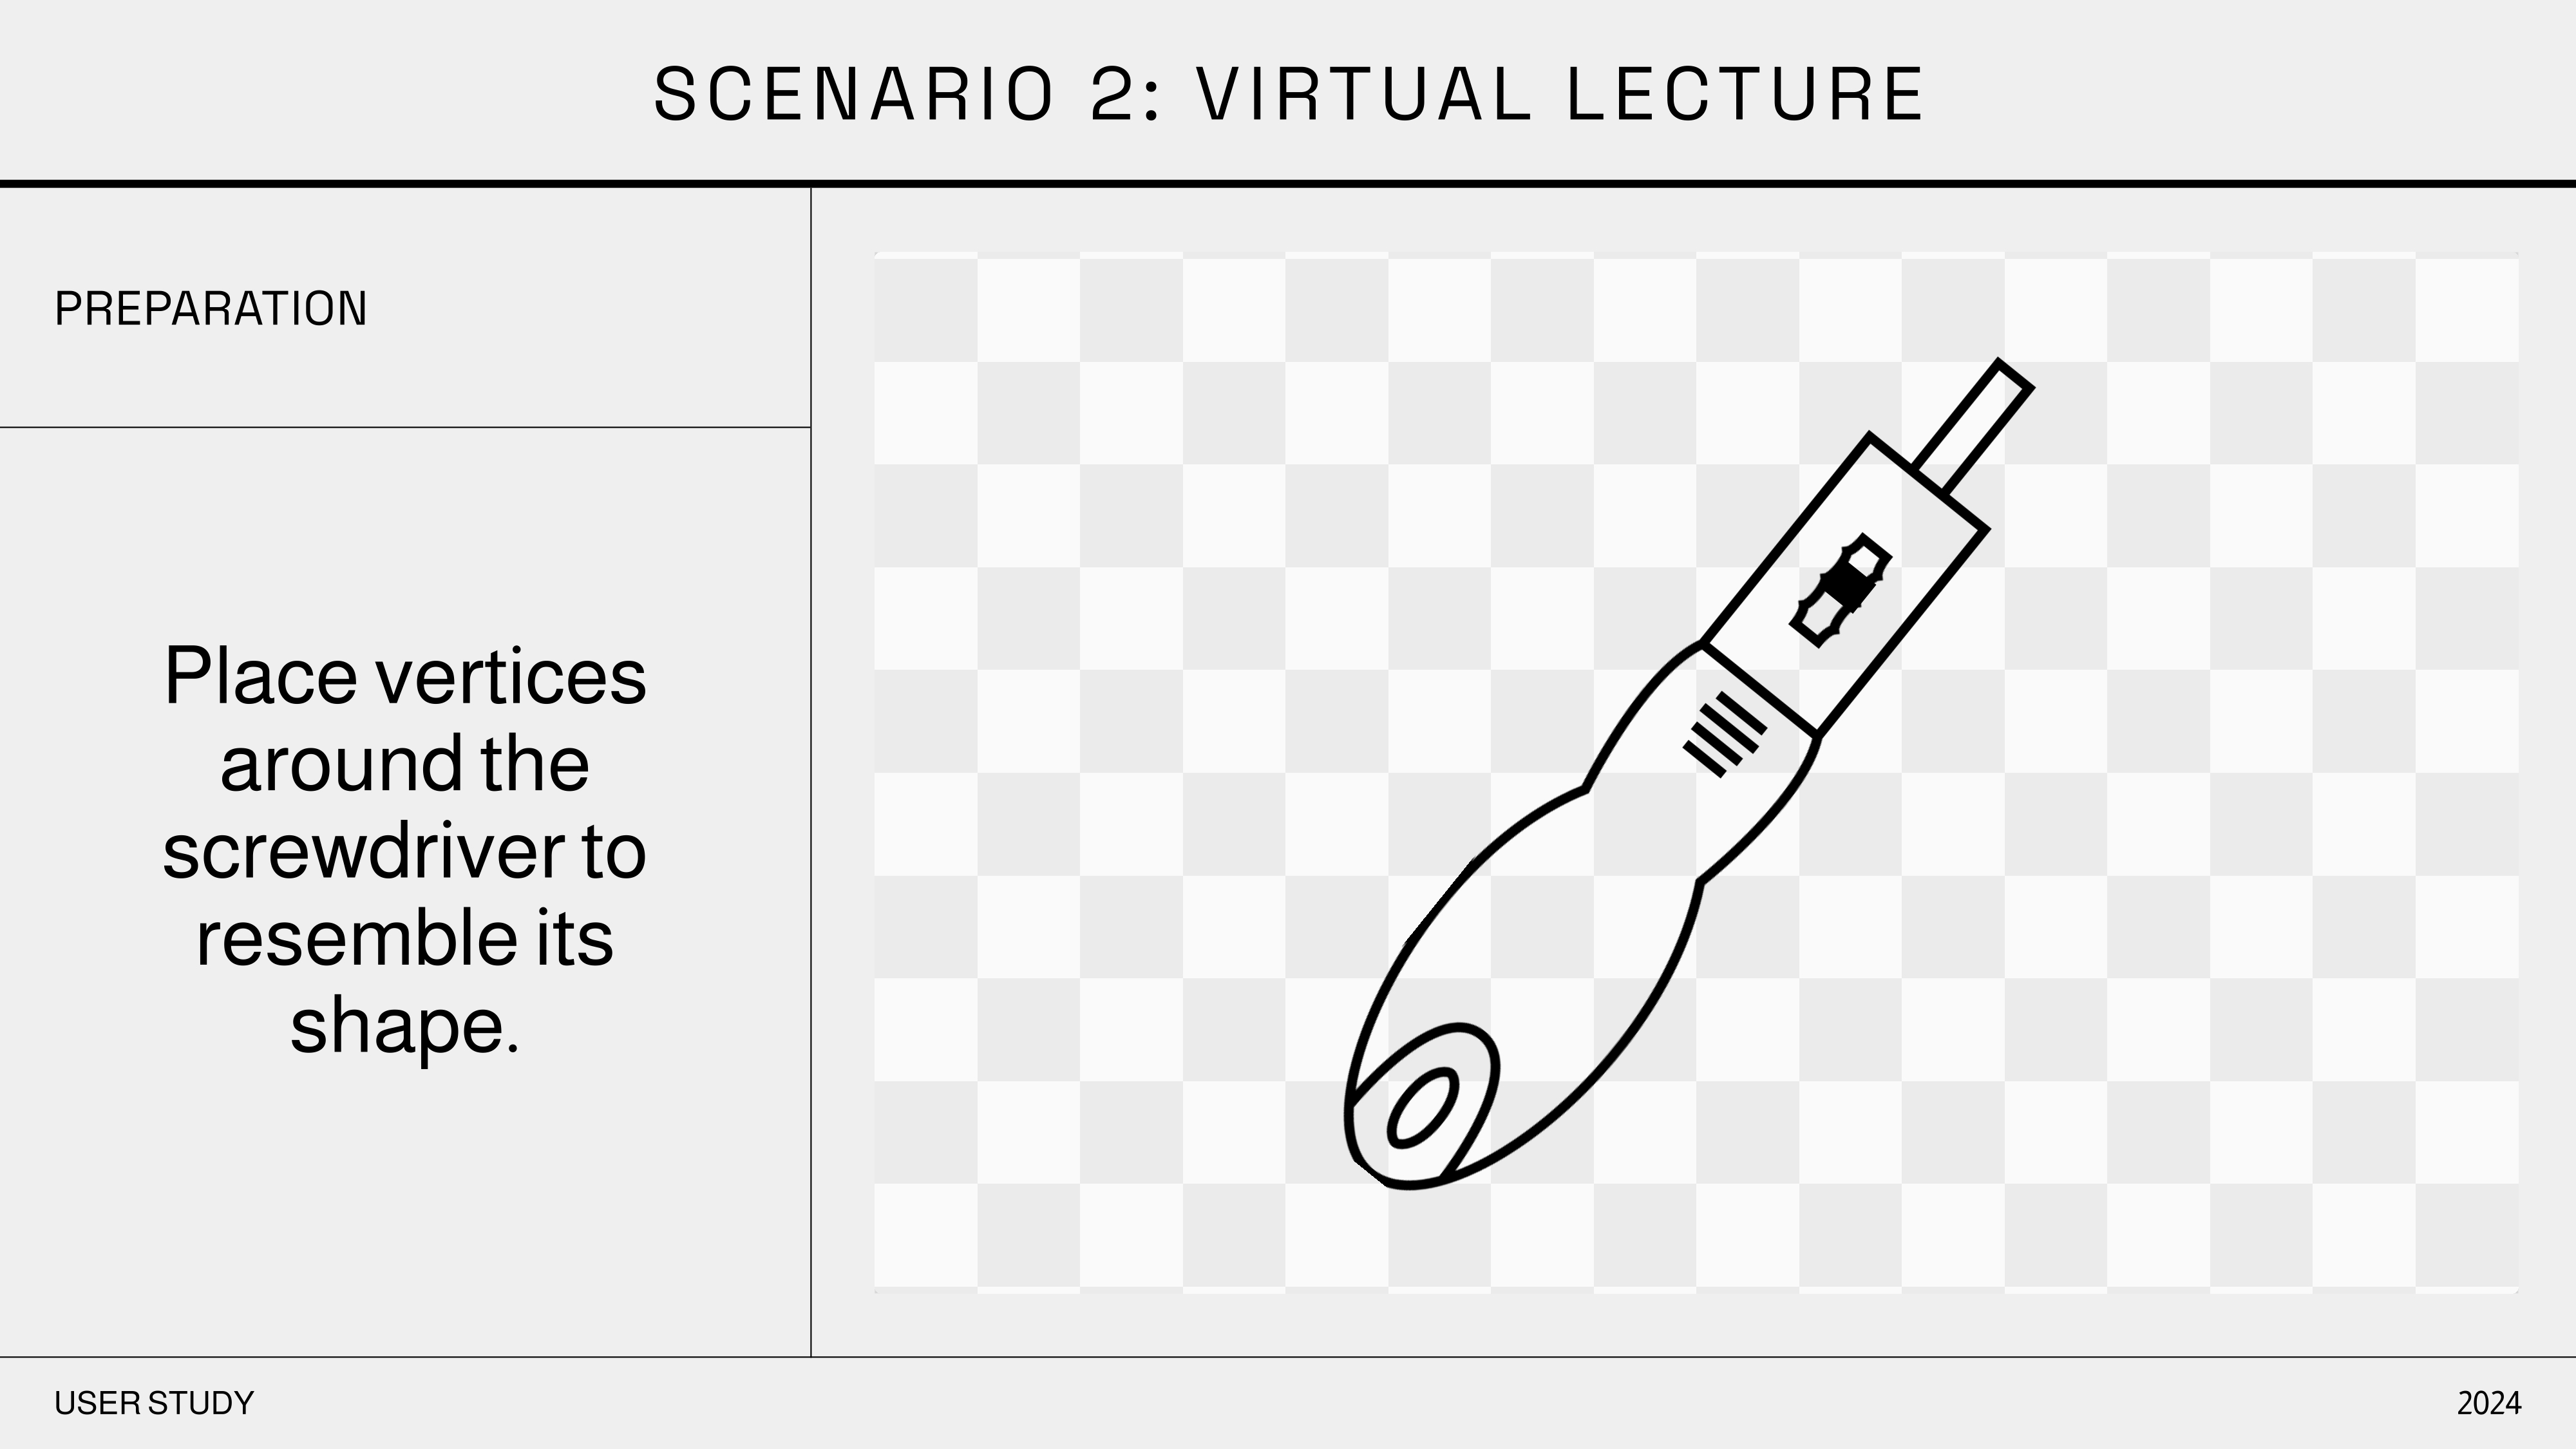 SCENARIO 2: VIRTUAL LECTURE
PREPARATION
Place vertices
around the
screwdriver to
resemble its
shape.
USER STUDY
2024